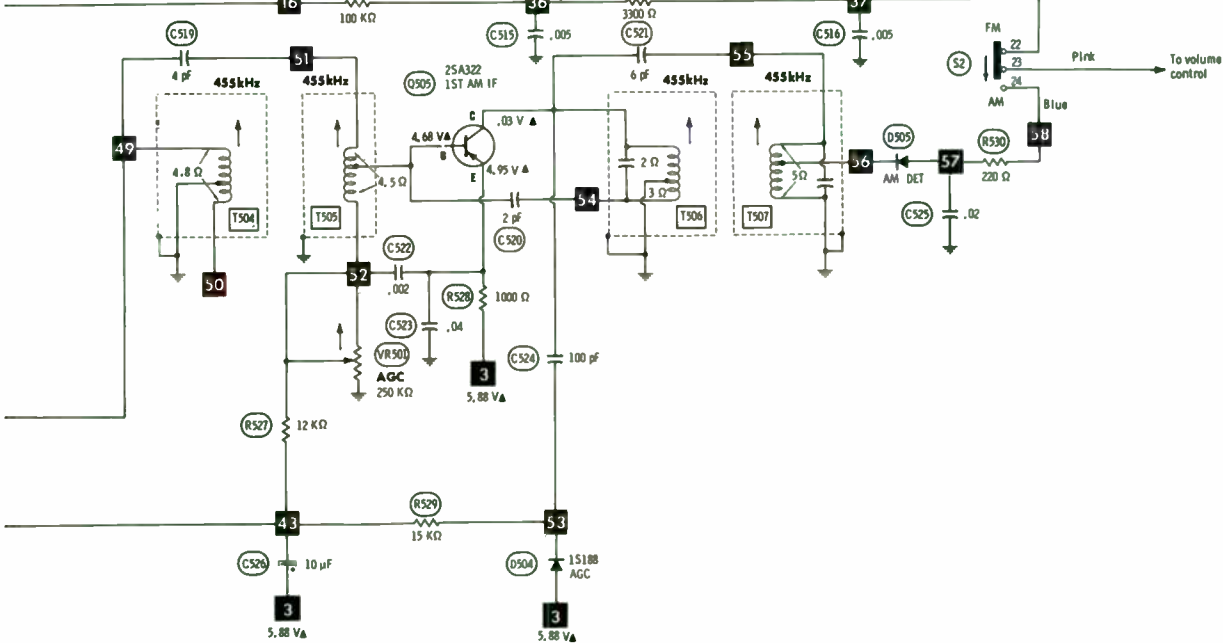 16
36
37
100 KΩ
3300 Ω
C519
C515
.005
C521
C516
.005
FM
22
S2
23
Pink
To volume control
24
AM
Blue
4 pF
51
2SA322
Q505
1ST AM IF
6 pF
55
455kHz
455kHz
455kHz
455kHz
C
.03 V ▲
4.68 V▲
B
4.95 V▲
E
49
4.8 Ω
4.5 Ω
2 Ω
3 Ω
5Ω
56
D505
AM DET
57
R530
220 Ω
58
T504
T505
2 pF
C520
54
T506
T507
C525
.02
50
C522
52
.002
R528
1000 Ω
C523
.04
VR501
AGC
250 KΩ
3
5.88 V▲
C524
100 pF
R527
12 KΩ
43
R529
15 KΩ
53
C526
10 µF
D504
1S188
AGC
3
5.88 V▲
3
5.88 V▲